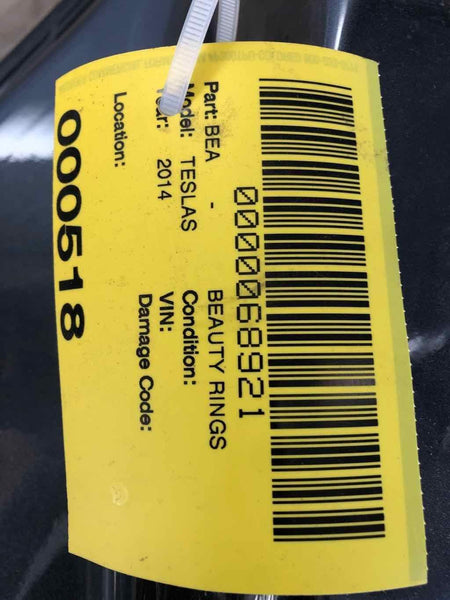 0000068921
Part: BEA - BEAUTY RINGS
Model: TESLAS Condition:
Year: 2014 VIN:
Damage Code:
Location:
000518